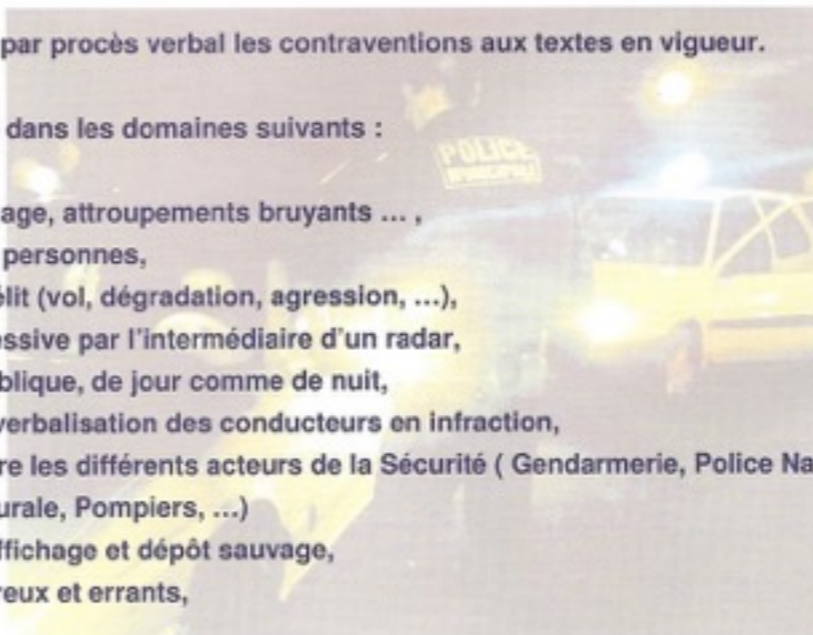 par procès verbal les contraventions aux textes en vigueur.
dans les domaines suivants :
POLICE
MUNICIPALE
age, attroupements bruyants ... ,
personnes,
élit (vol, dégradation, agression, ...),
essive par l'intermédiaire d'un radar,
blique, de jour comme de nuit,
verbalisation des conducteurs en infraction,
re les différents acteurs de la Sécurité ( Gendarmerie, Police Na
urale, Pompiers, ...)
ffichage et dépôt sauvage,
reux et errants,